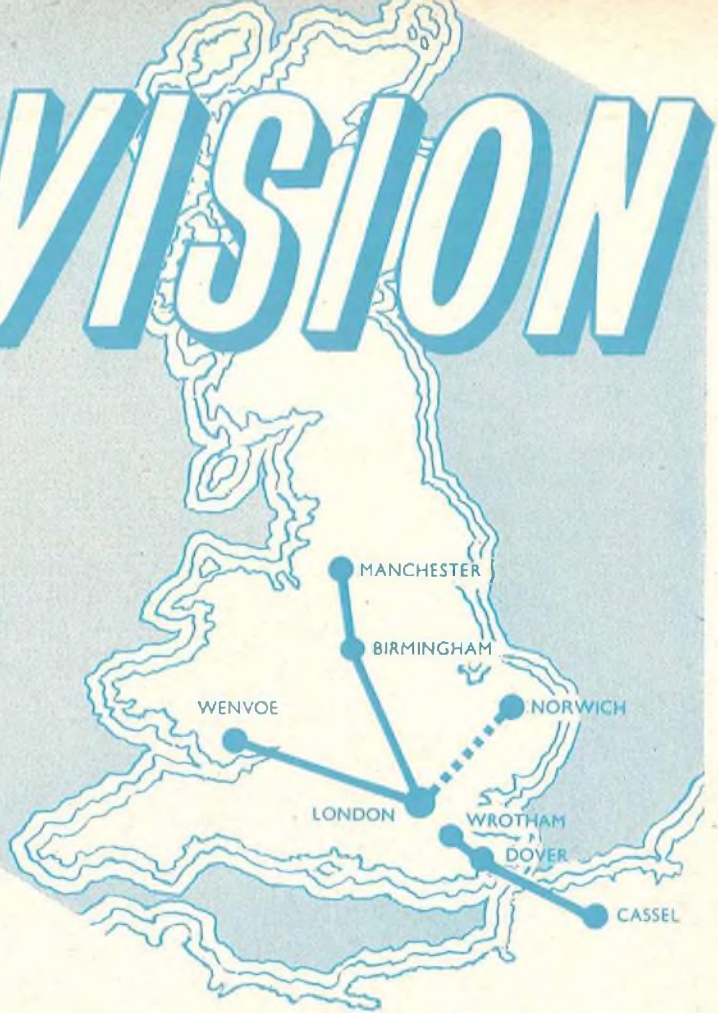 VISION
MANCHESTER
BIRMINGHAM
WENVOE
NORWICH
LONDON
WROTHAM
DOVER
CASSEL